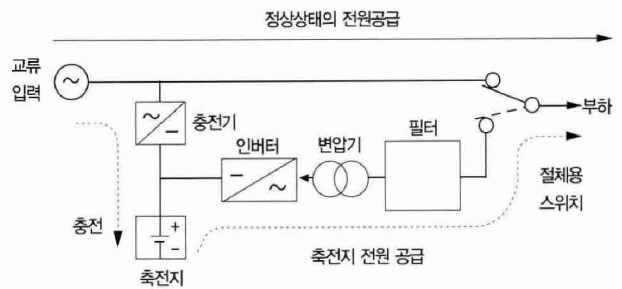 정상상태의 전원공급
교류
입력
부하
충전기
인버터
변압기
필터
절체용
스위치
충전
축전지 전원 공급
축전지